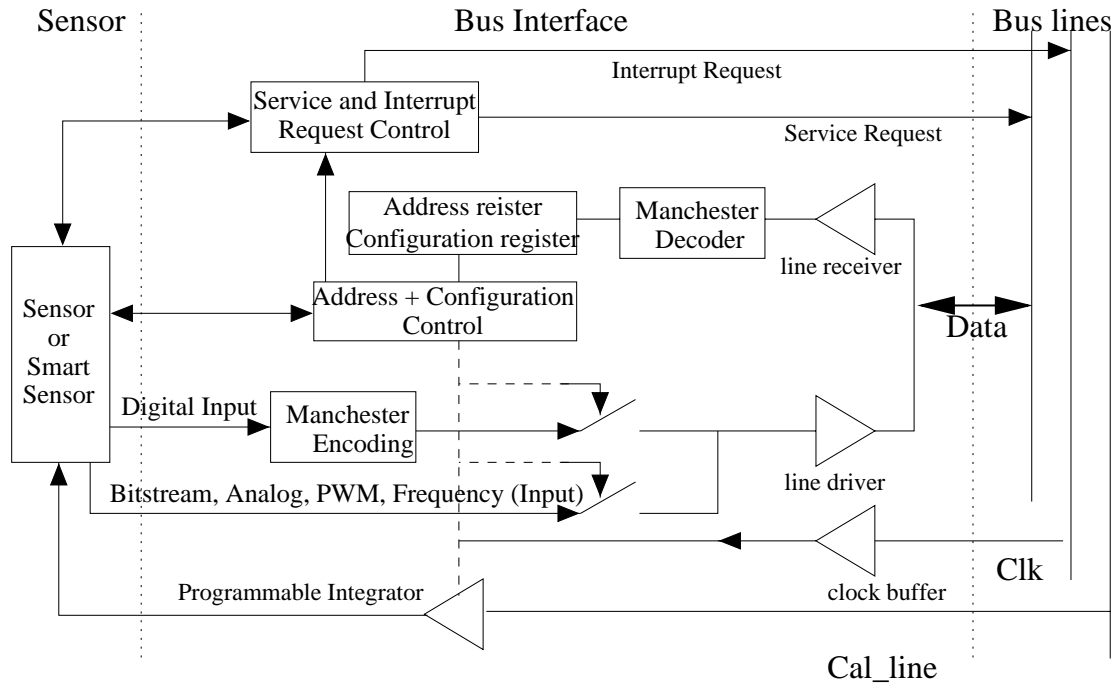 Sensor
Bus Interface
Bus lines
Interrupt Request
Service and Interrupt
Request Control
Service Request
Address reister
Configuration register
Manchester
Decoder
line receiver
Sensor
or
Smart
Sensor
Address + Configuration
Control
Data
Digital Input
Manchester
Encoding
Bitstream, Analog, PWM, Frequency (Input)
line driver
Clk
Programmable Integrator
clock buffer
Cal_line